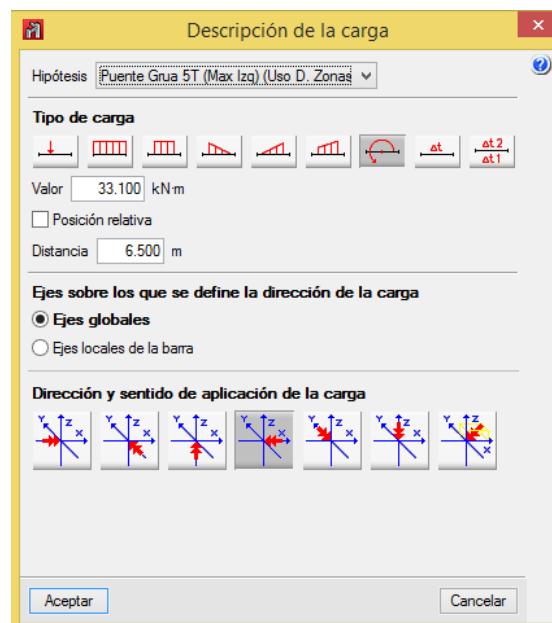 Descripción de la carga
Hipótesis Puente Grua 5T (Max Izq) (Uso D. Zonas
Tipo de carga
Δt Δt 2 Δt 1
Valor 33.100 kN·m
Posición relativa
Distancia 6.500 m
Ejes sobre los que se define la dirección de la carga
Ejes globales
Ejes locales de la barra
Dirección y sentido de aplicación de la carga
Y Z X Y Z X Y Z X Y Z X Y Z X Y Z X Y Z X
Aceptar Cancelar